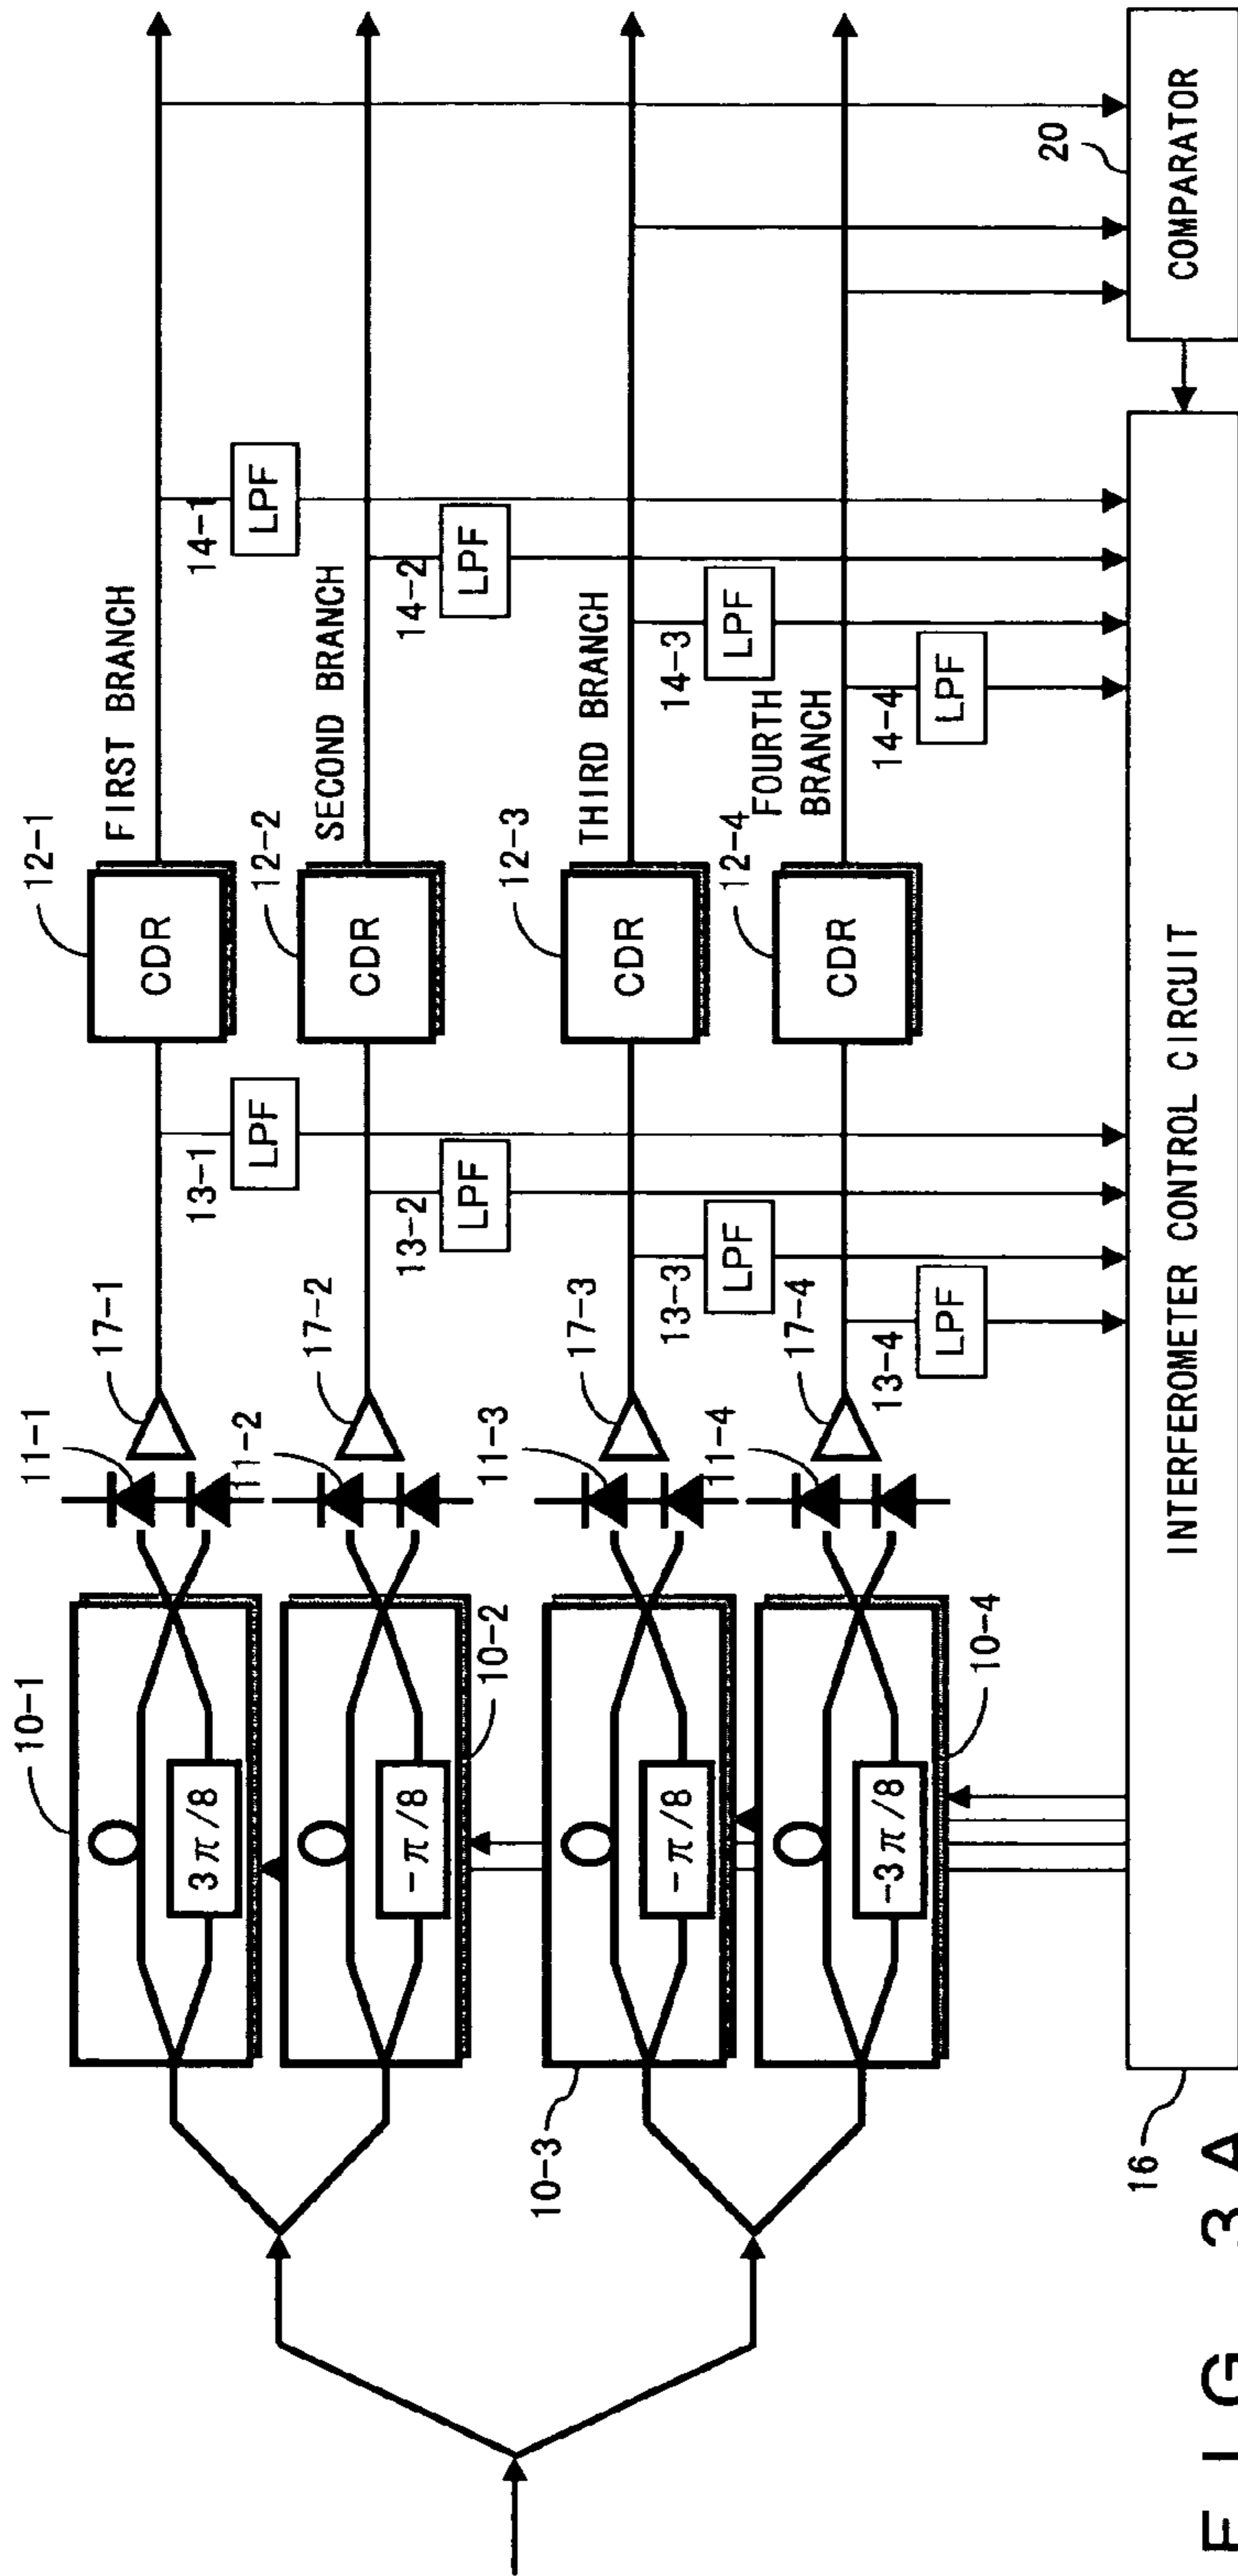 10-1
3π/8
11-1
17-1
13-1
LPF
12-1
CDR
FIRST BRANCH
14-1
LPF
10-2
-π/8
11-2
17-2
13-2
LPF
12-2
CDR
SECOND BRANCH
14-2
LPF
10-3
-π/8
11-3
17-3
13-3
LPF
12-3
CDR
THIRD BRANCH
14-3
LPF
10-4
-3π/8
11-4
17-4
13-4
LPF
12-4
CDR
FOURTH
BRANCH
14-4
LPF
16
INTERFEROMETER CONTROL CIRCUIT
20
COMPARATOR
FIG. 3A